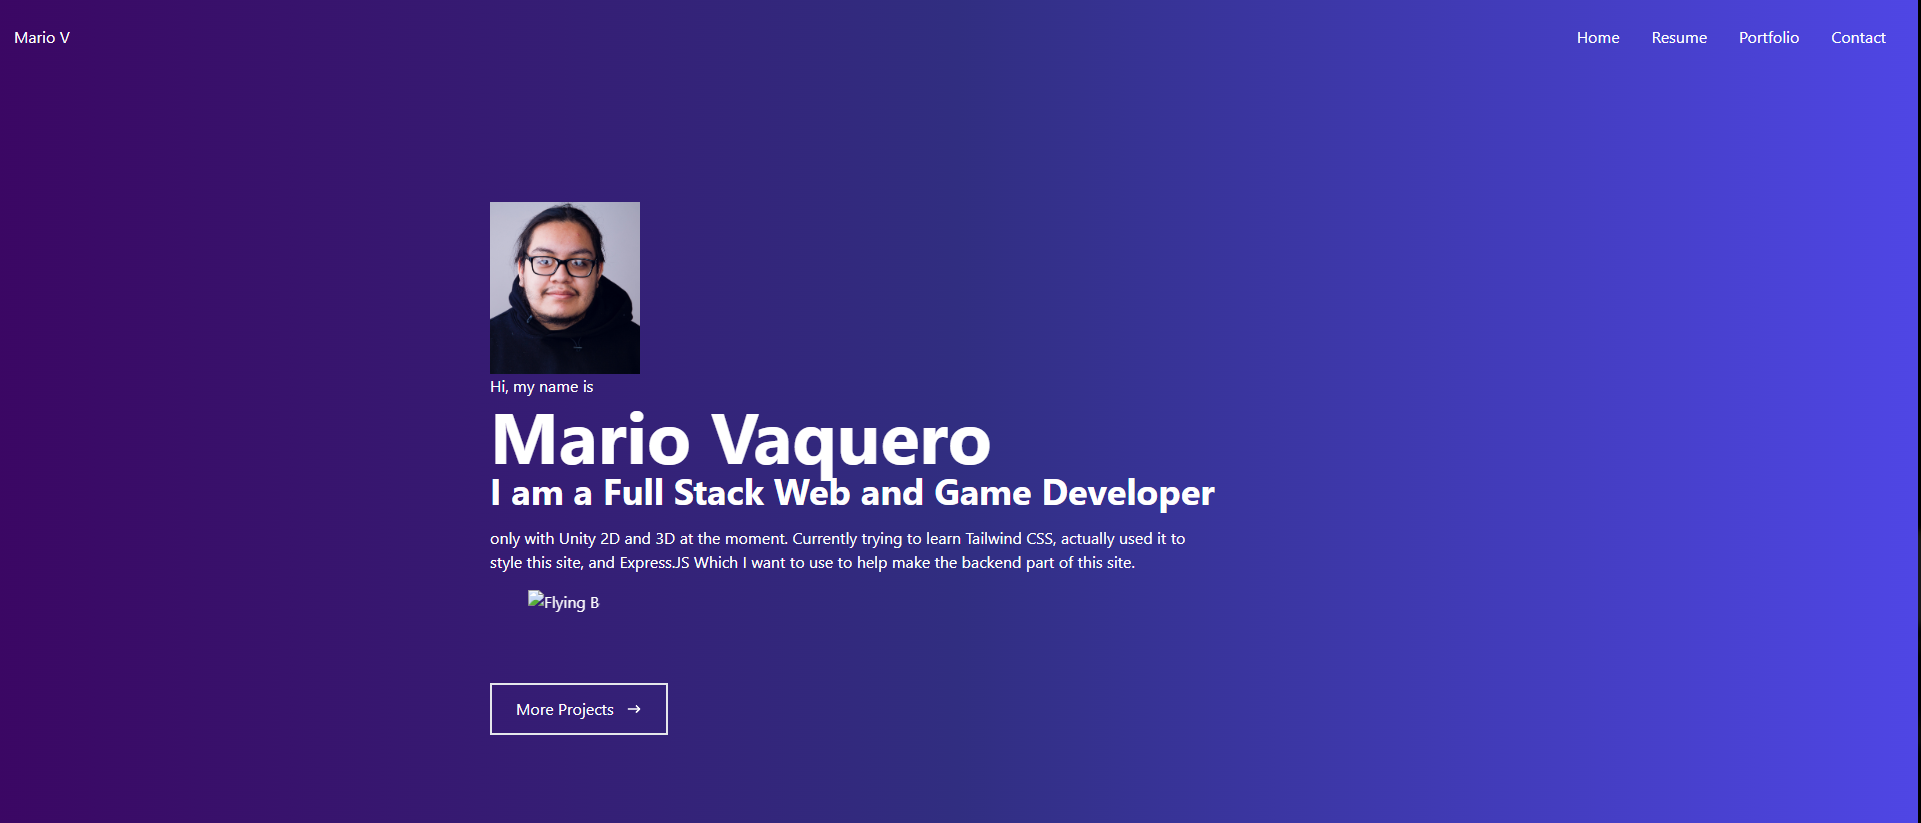 Mario V
Home Resume Portfolio Contact
Hi, my name is
Mario Vaquero
I am a Full Stack Web and Game Developer
only with Unity 2D and 3D at the moment. Currently trying to learn Tailwind CSS, actually used it to
style this site, and Express.JS Which I want to use to help make the backend part of this site.
Flying B
More Projects →